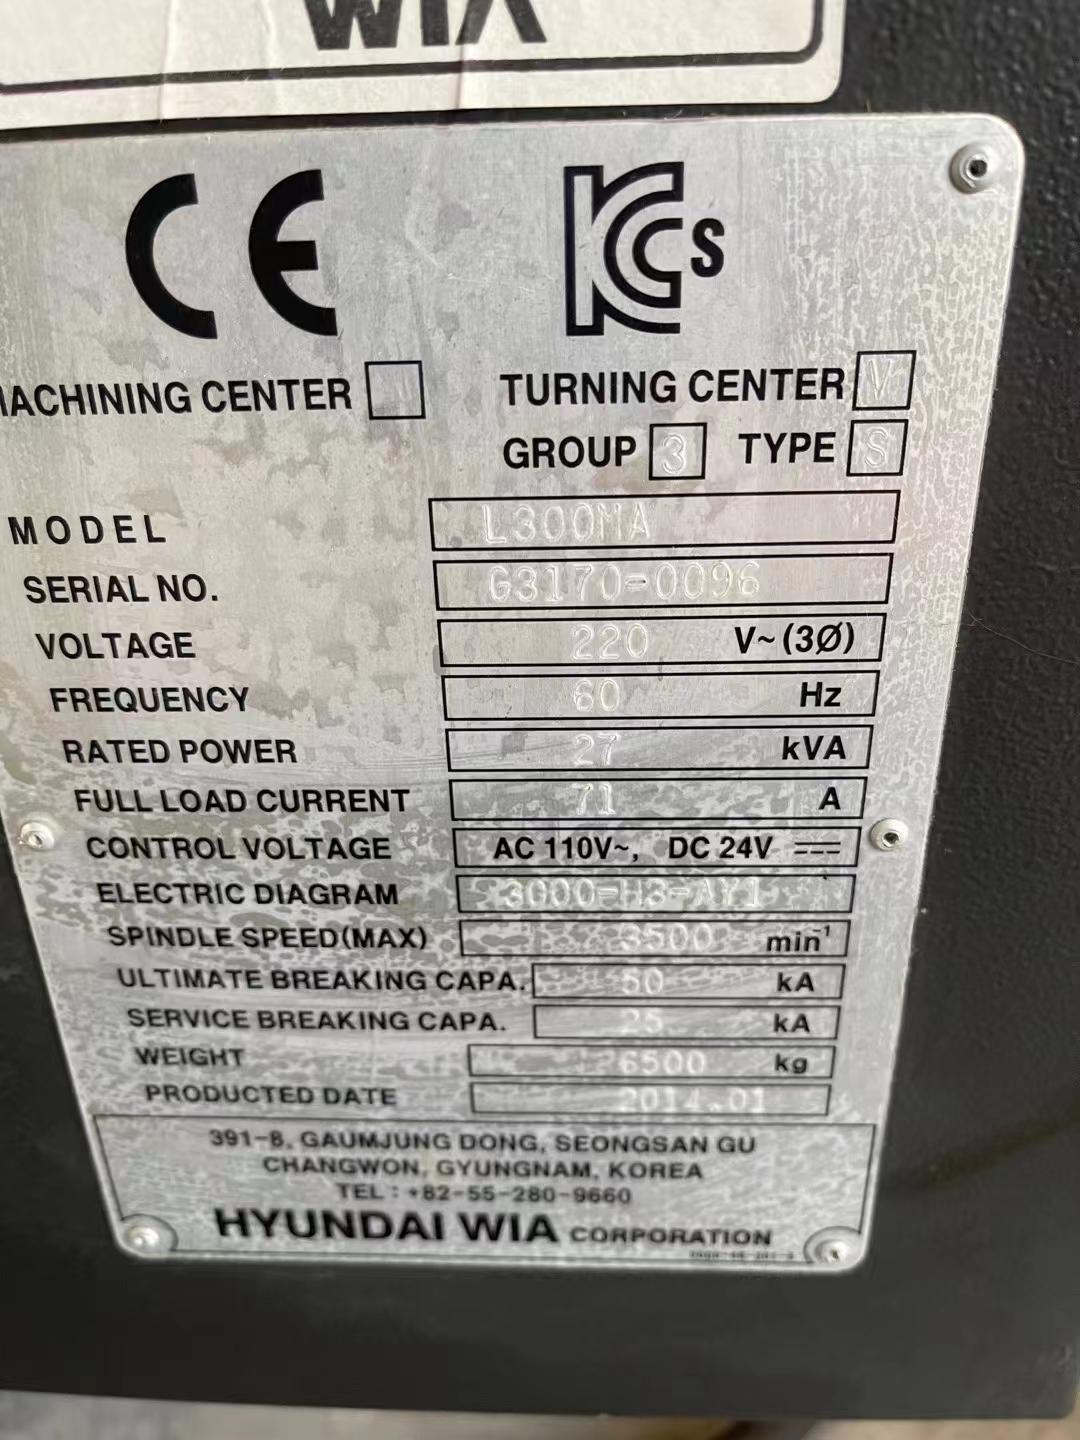 WIA
CE KCs
MACHINING CENTER TURNING CENTER V
GROUP 3 TYPE S
MODEL L300MA
SERIAL NO. G3170-0096
VOLTAGE 220 V~(3Ø)
FREQUENCY 60 Hz
RATED POWER 27 kVA
FULL LOAD CURRENT 71 A
CONTROL VOLTAGE AC 110V~, DC 24V
ELECTRIC DIAGRAM 3000-H3-AY1
SPINDLE SPEED(MAX) 3500 min⁻¹
ULTIMATE BREAKING CAPA. 50 kA
SERVICE BREAKING CAPA. 25 kA
WEIGHT 6500 kg
PRODUCTED DATE 2014.01
391-8, GAUMJUNG DONG, SEONGSAN GU
CHANGWON, GYUNGNAM, KOREA
TEL : +82-55-280-9660
HYUNDAI WIA CORPORATION